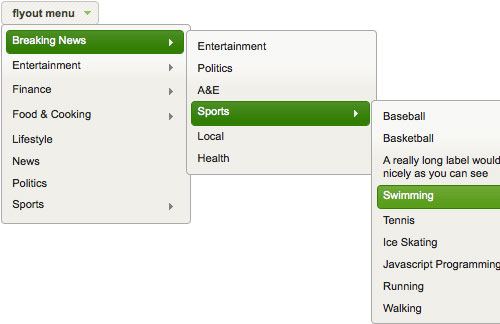 flyout menu
Breaking News
Entertainment
Finance
Food & Cooking
Lifestyle
News
Politics
Sports
Entertainment
Politics
A&E
Sports
Local
Health
Baseball
Basketball
A really long label would
nicely as you can see
Swimming
Tennis
Ice Skating
Javascript Programming
Running
Walking